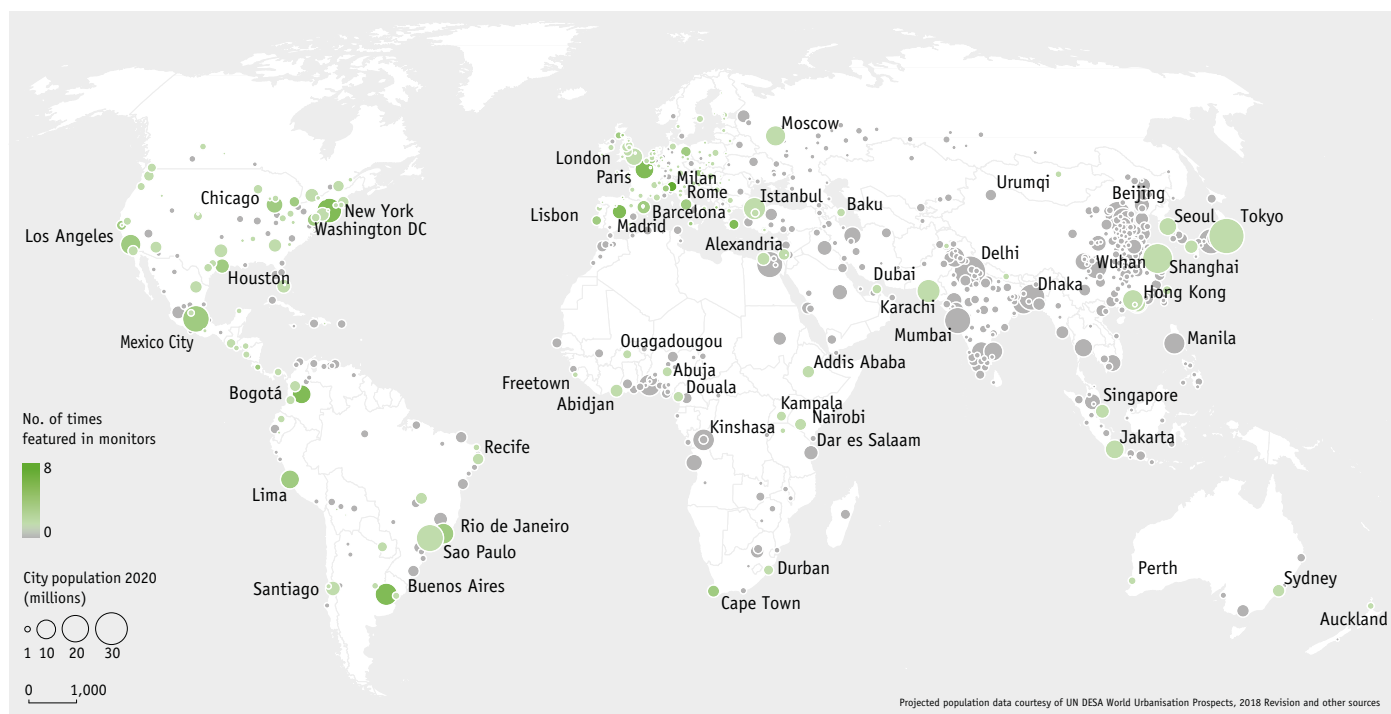 Moscow
London
Paris
Milan
Rome
Istanbul
Urumqi
Beijing
Chicago
New York
Washington DC
Lisbon
Barcelona
Madrid
Baku
Seoul
Tokyo
Los Angeles
Alexandria
Delhi
Wuhan
Shanghai
Houston
Dubai
Dhaka
Hong Kong
Karachi
Mexico City
Mumbai
Manila
Ouagadougou
Addis Ababa
Abuja
Freetown
Douala
Abidjan
Bogotá
Kampala
Nairobi
Singapore
Kinshasa
Dar es Salaam
Jakarta
Recife
Lima
Rio de Janeiro
Sao Paulo
Santiago
Buenos Aires
Durban
Cape Town
Perth
Sydney
Auckland
No. of times
featured in monitors
8
0
City population 2020
(millions)
1 10 20 30
0 1,000
Projected population data courtesy of UN DESA World Urbanisation Prospects, 2018 Revision and other sources